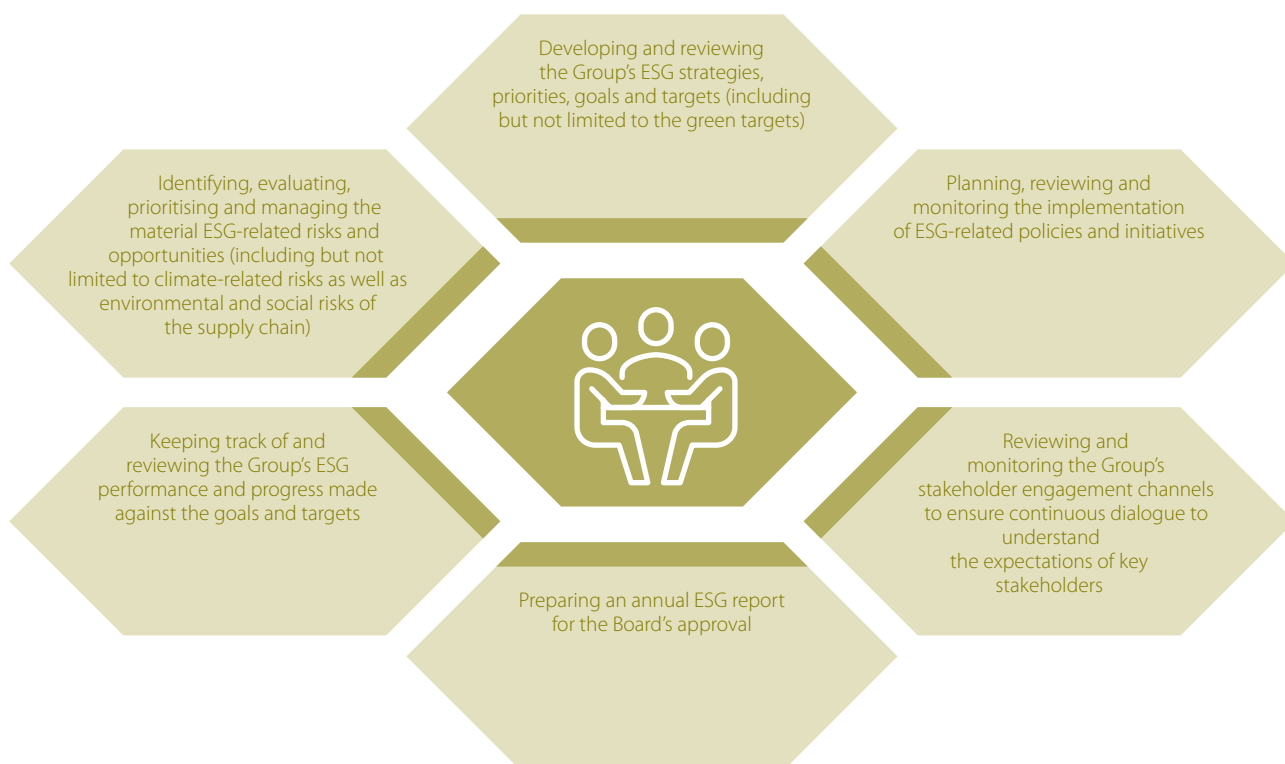 Developing and reviewing
the Group's ESG strategies,
priorities, goals and targets (including
but not limited to the green targets)
Identifying, evaluating,
prioritising and managing the
material ESG-related risks and
opportunities (including but not
limited to climate-related risks as well as
environmental and social risks of
the supply chain)
Planning, reviewing and
monitoring the implementation
of ESG-related policies and initiatives
Keeping track of and
reviewing the Group's ESG
performance and progress made
against the goals and targets
Reviewing and
monitoring the Group's
stakeholder engagement channels
to ensure continuous dialogue to
understand
the expectations of key
stakeholders
Preparing an annual ESG report
for the Board's approval